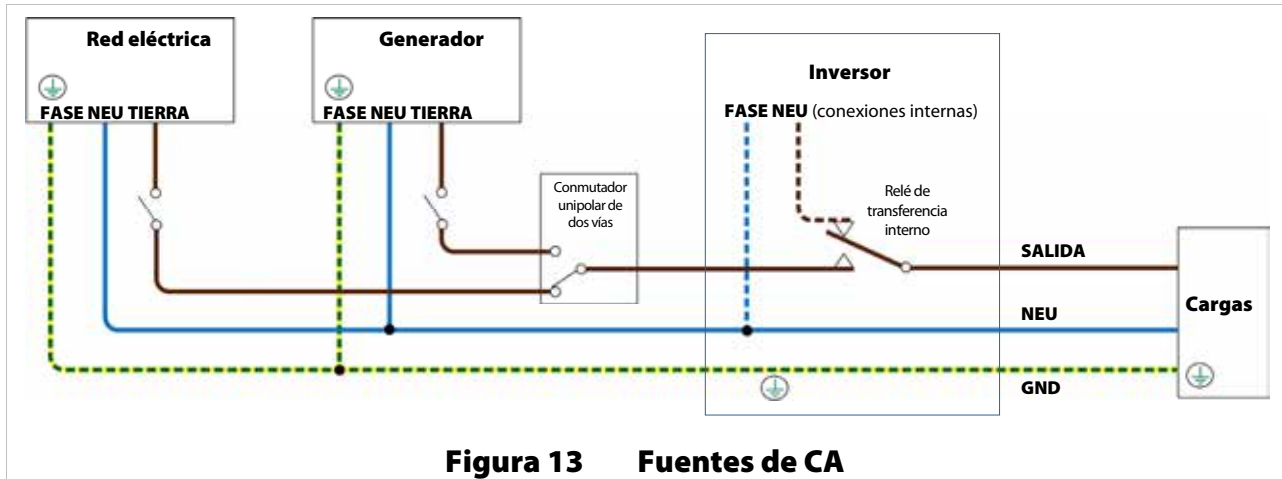 Red eléctrica
FASE NEU TIERRA
Generador
FASE NEU TIERRA
Conmutador
unipolar de
dos vías
Inversor
FASE NEU (conexiones internas)
Relé de
transferencia
interno
SALIDA
NEU
GND
Cargas
Figura 13 Fuentes de CA